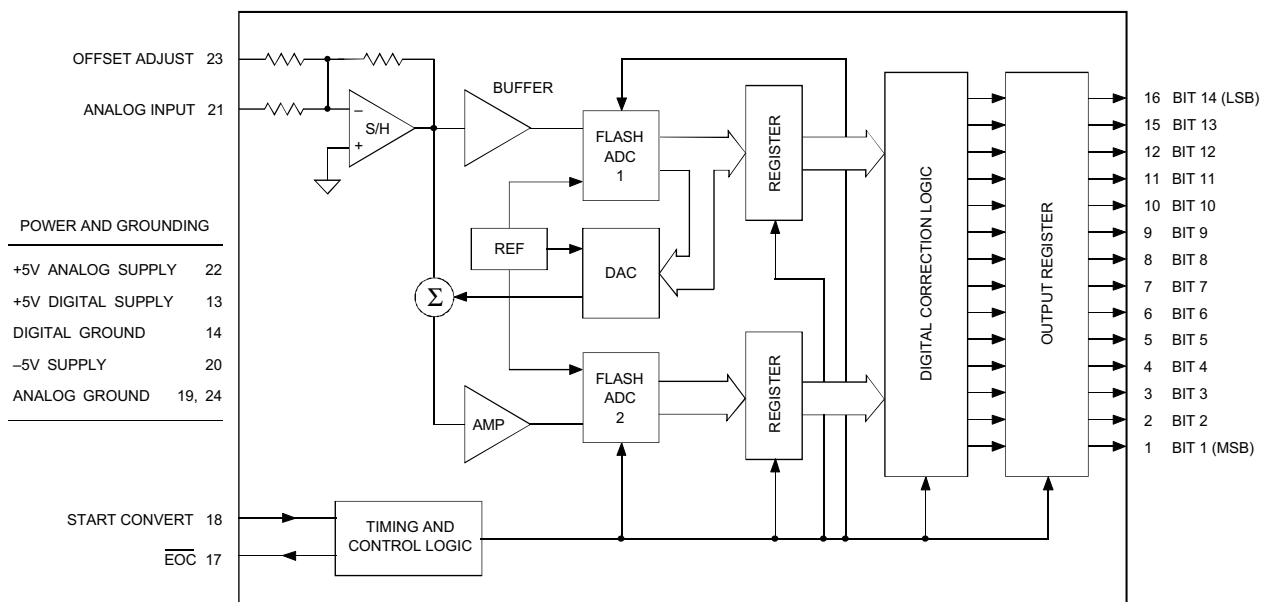 OFFSET ADJUST 23
ANALOG INPUT 21
S/H
–
+
BUFFER
FLASH
ADC
1
REGISTER
REF
DAC
Σ
AMP
FLASH
ADC
2
REGISTER
DIGITAL CORRECTION LOGIC
OUTPUT REGISTER
16 BIT 14 (LSB)
15 BIT 13
12 BIT 12
11 BIT 11
10 BIT 10
9 BIT 9
8 BIT 8
7 BIT 7
6 BIT 6
5 BIT 5
4 BIT 4
3 BIT 3
2 BIT 2
1 BIT 1 (MSB)
POWER AND GROUNDING
+5V ANALOG SUPPLY 22
+5V DIGITAL SUPPLY 13
DIGITAL GROUND 14
–5V SUPPLY 20
ANALOG GROUND 19, 24
START CONVERT 18
EOC 17
TIMING AND
CONTROL LOGIC